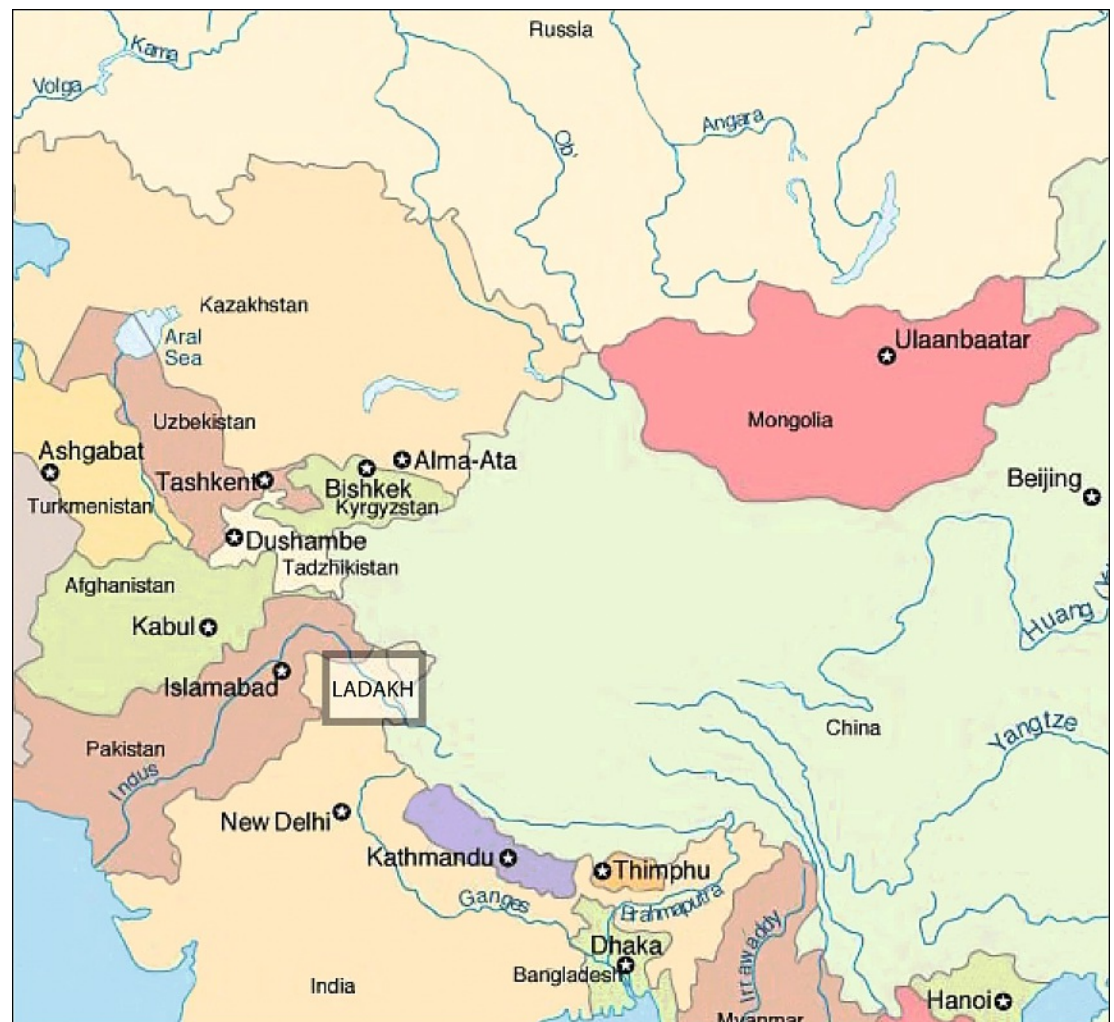 Russia
Kama
Volga
Ob'
Angara
Kazakhstan
Aral
Sea
Ulaanbaatar
Mongolia
Uzbekistan
Ashgabat
Alma-Ata
Tashkent
Bishkek
Beijing
Turkmenistan
Kyrgyzstan
Dushambe
Tadzhikistan
Afghanistan
Kabul
Huang
Islamabad
LADAKH
China
Pakistan
Yangtze
Indus
New Delhi
Kathmandu
Thimphu
Ganges
Brahmaputra
Dhaka
Bangladesh
Irrawaddy
India
Hanoi
Myanmar